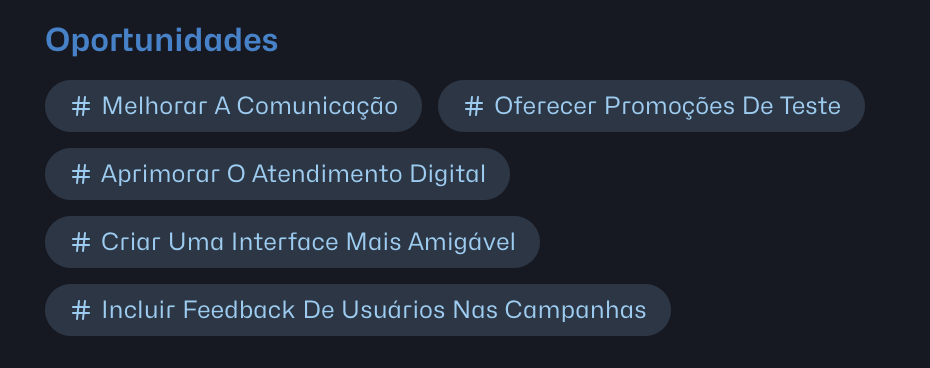 Oportunidades
# Melhorar A Comunicação
# Oferecer Promoções De Teste
# Aprimorar O Atendimento Digital
# Criar Uma Interface Mais Amigável
# Incluir Feedback De Usuários Nas Campanhas